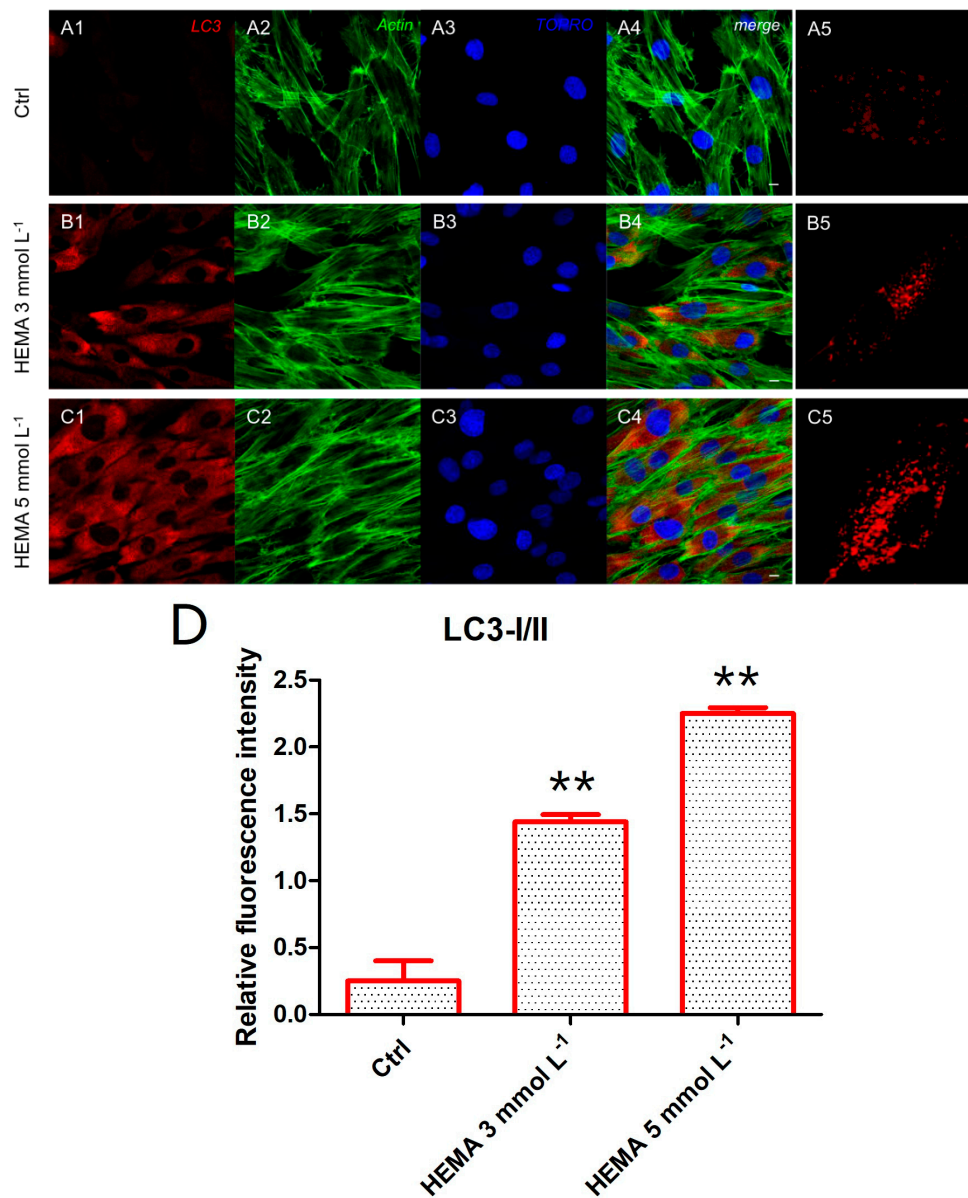 A1 LC3 A2 Actin A3 TORRO A4 merge A5
Ctrl
B1 B2 B3 B4 B5
HEMA 3 mmol L⁻¹
C1 C2 C3 C4 C5
HEMA 5 mmol L⁻¹
D
LC3-I/II
Relative fluorescence intensity
2.5
2.0
1.5
1.0
0.5
0.0
**
**
Ctrl
HEMA 3 mmol L⁻¹
HEMA 5 mmol L⁻¹